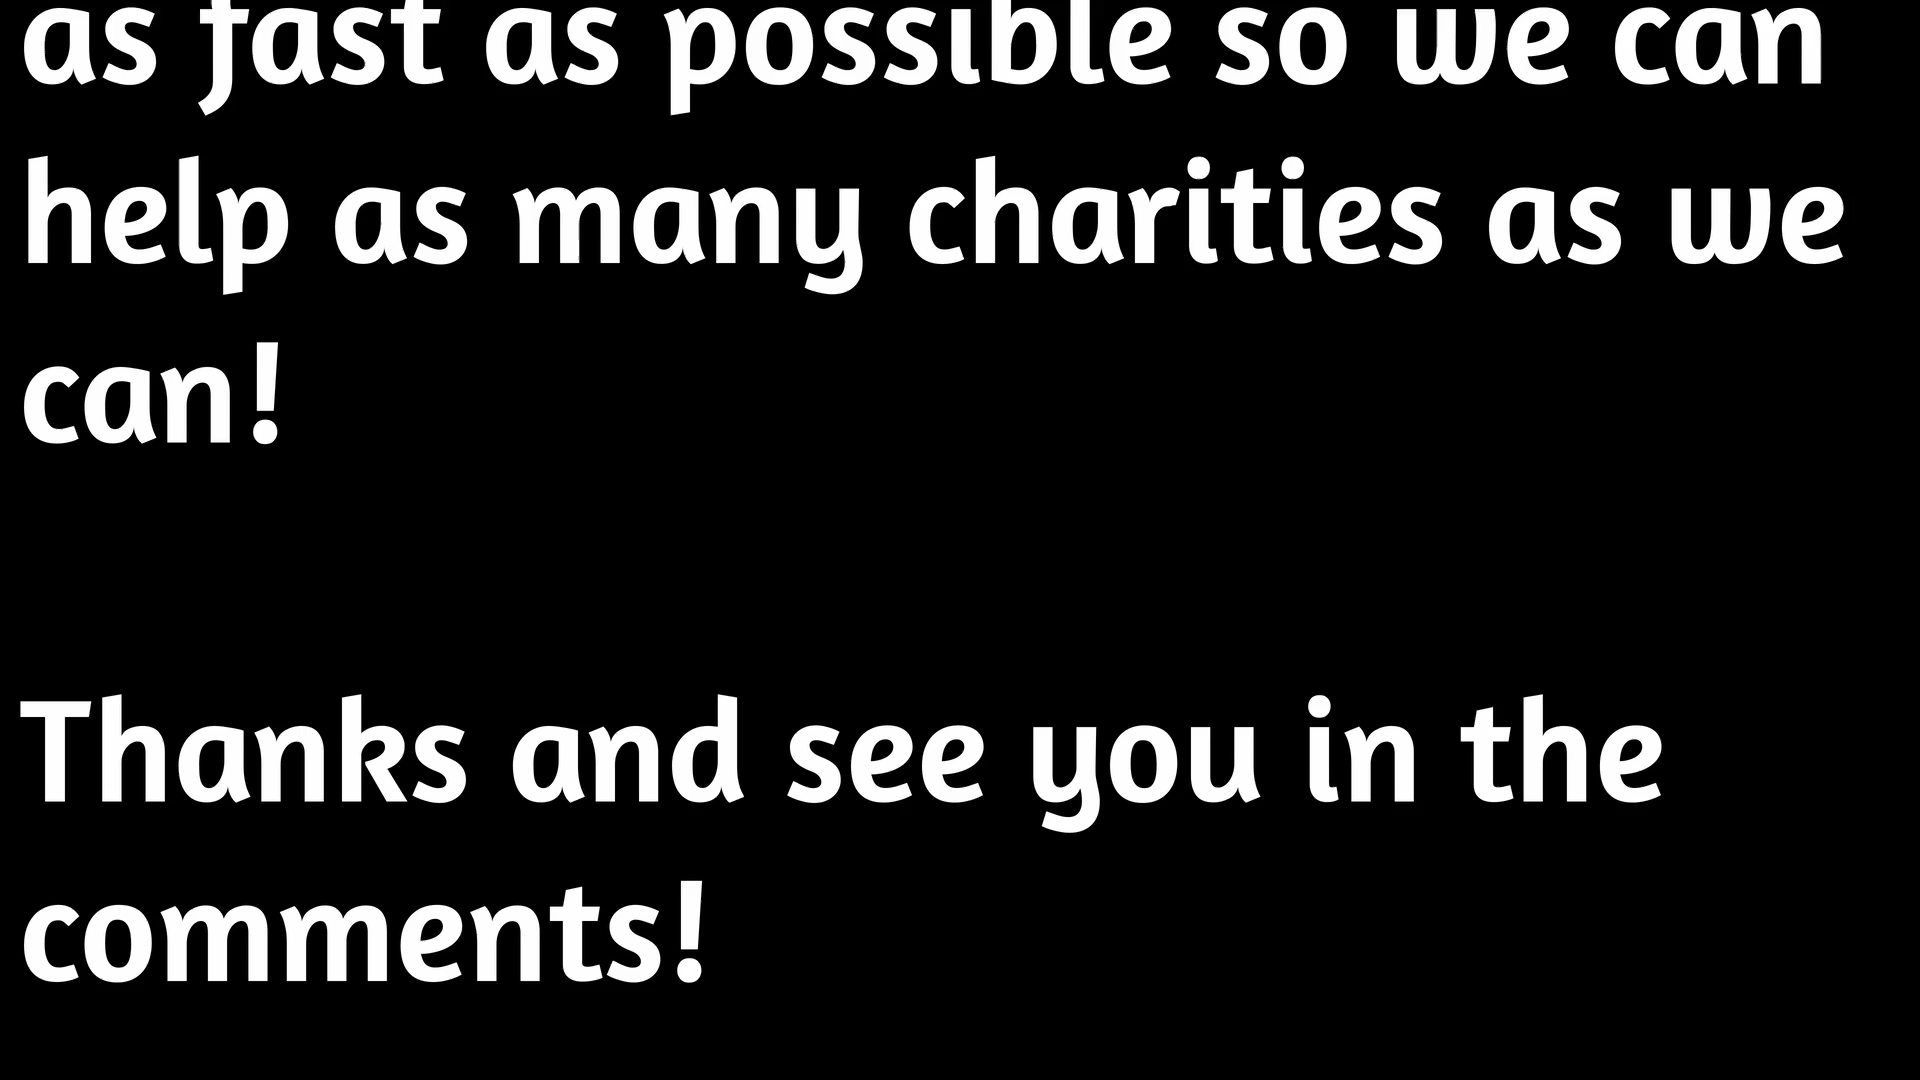 as fast as possible so we can
help as many charities as we
can!
Thanks and see you in the
comments!